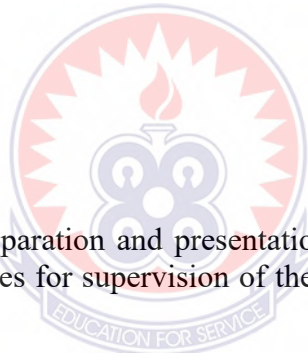 paration and presentatio
es for supervision of the
EDUCATION FOR SERVICE